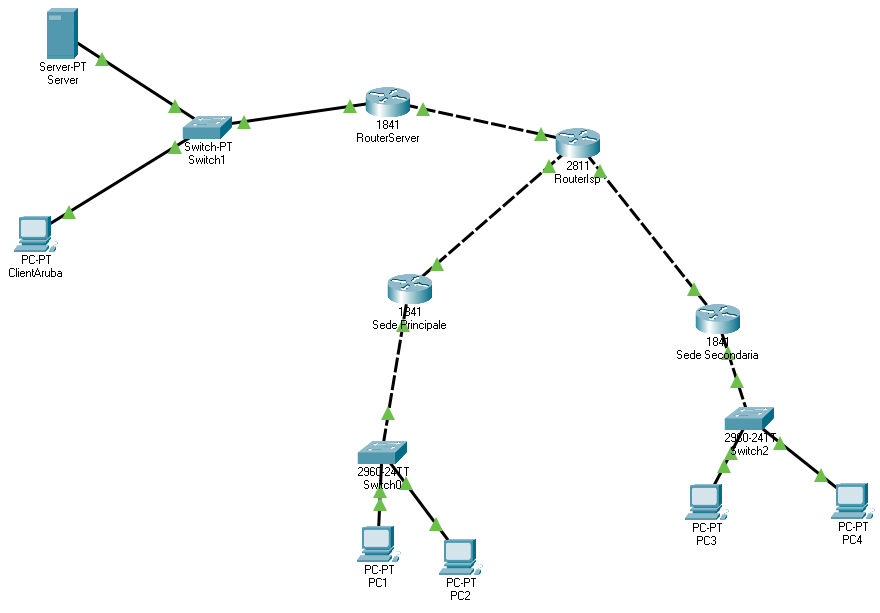 Server-PT
Server
1841
RouterServer
2811
RouterIsp
Switch-PT
Switch1
PC-PT
ClientAruba
1841
Sede Principale
1841
Sede Secondaria
2960-24TT
Switch2
2960-24TT
Switch0
PC-PT
PC3
PC-PT
PC4
PC-PT
PC1
PC-PT
PC2